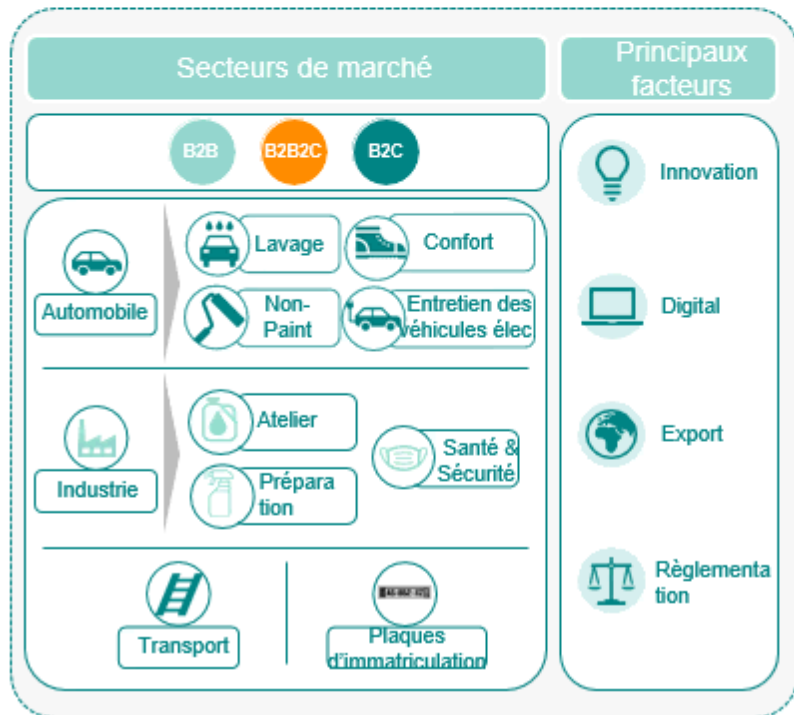 Secteurs de marché
Principaux
facteurs
B2B
B2B2C
B2C
Automobile
Lavage
Confort
Non-
Paint
Entretien des
véhicules élec
Industrie
Atelier
Prépara
tion
Santé &
Sécurité
Transport
Plaques
d'immatriculation
Innovation
Digital
Export
Règlementa
tion